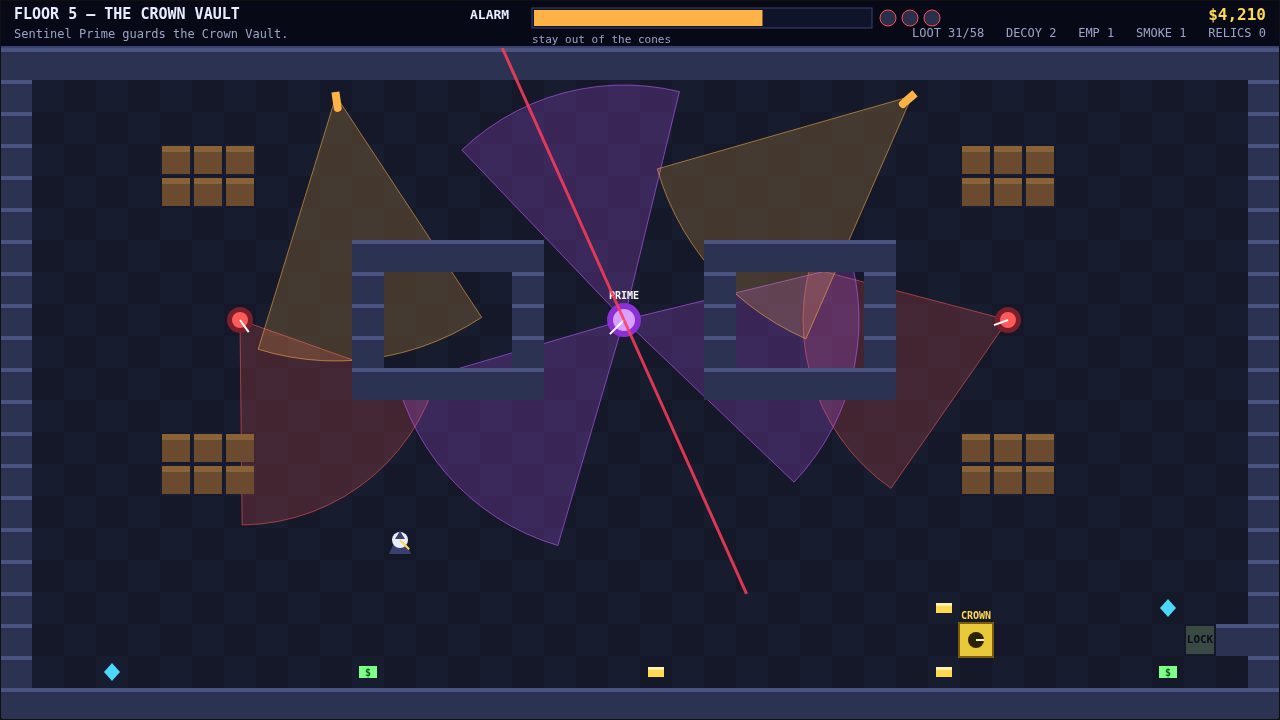 FLOOR 5 — THE CROWN VAULT
Sentinel Prime guards the Crown Vault.
ALARM
stay out of the cones
$4,210
LOOT 31/58 DECOY 2 EMP 1 SMOKE 1 RELICS 0
PRIME
CROWN
LOCK
$
$